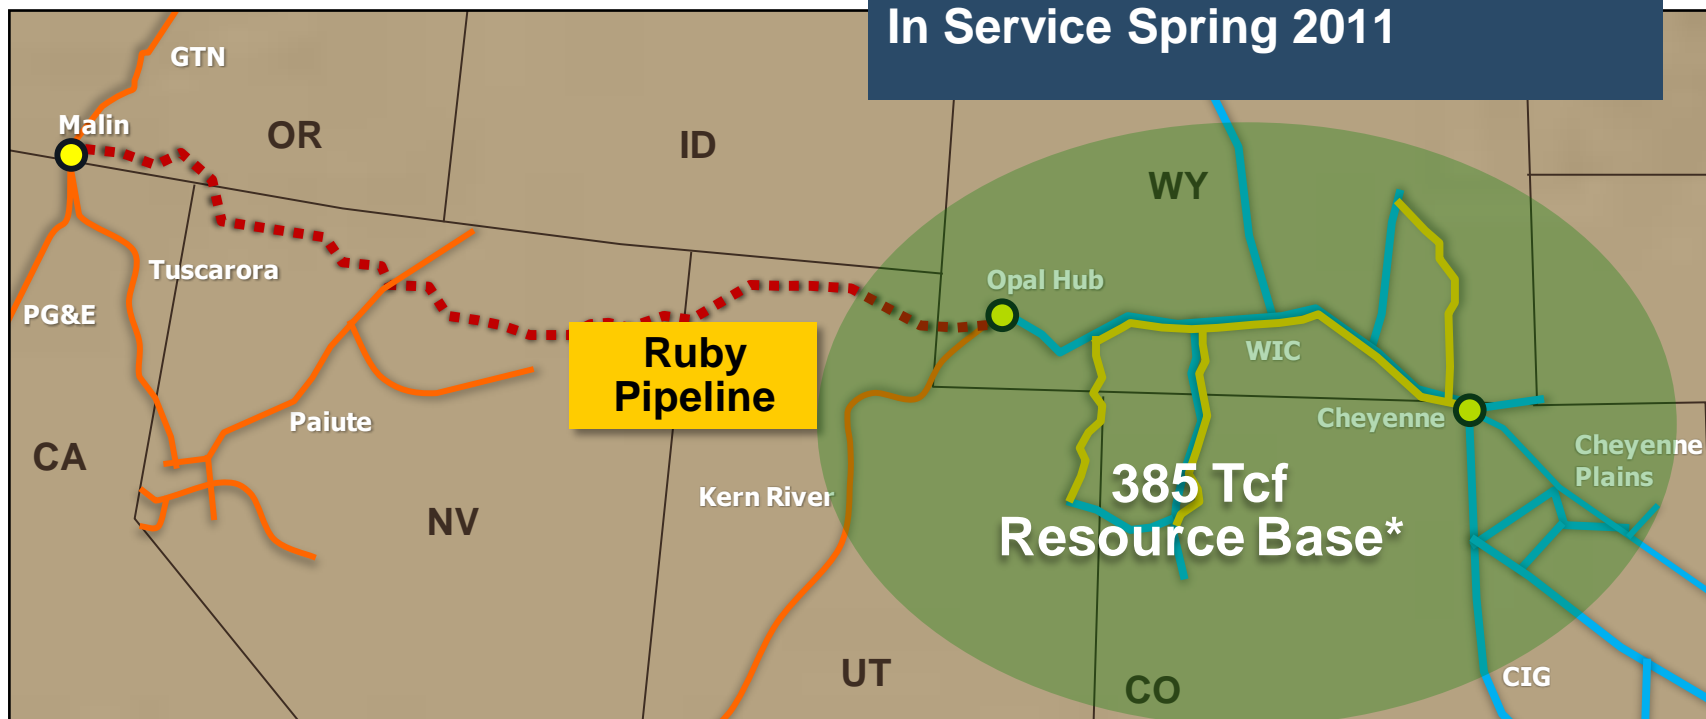 In Service Spring 2011
GTN
Malin
OR
ID
WY
Tuscarora
Opal Hub
PG&E
WIC
Ruby
Pipeline
Paiute
Cheyenne
CA
Cheyenne
Plains
Kern River
385 Tcf
Resource Base*
NV
UT
CO
CIG